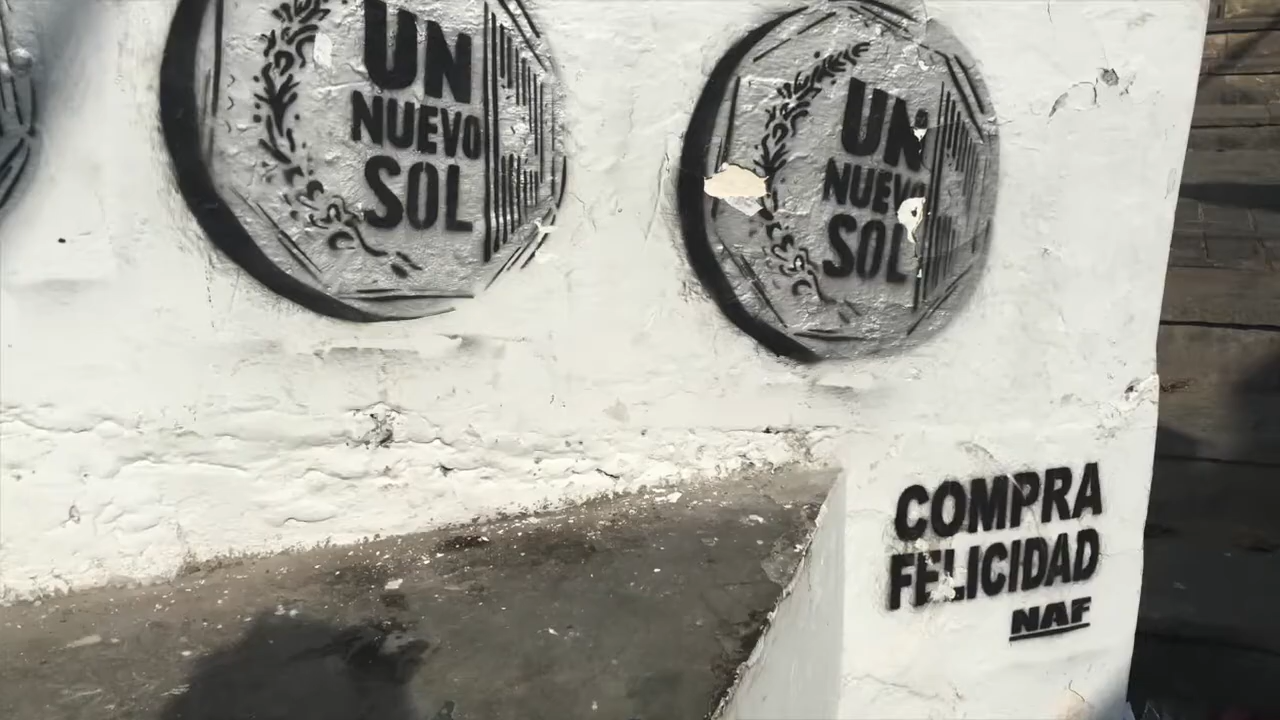 UN
NUEVO
SOL
UN
NUEVO
SOL
COMPRA
FELICIDAD
NAF